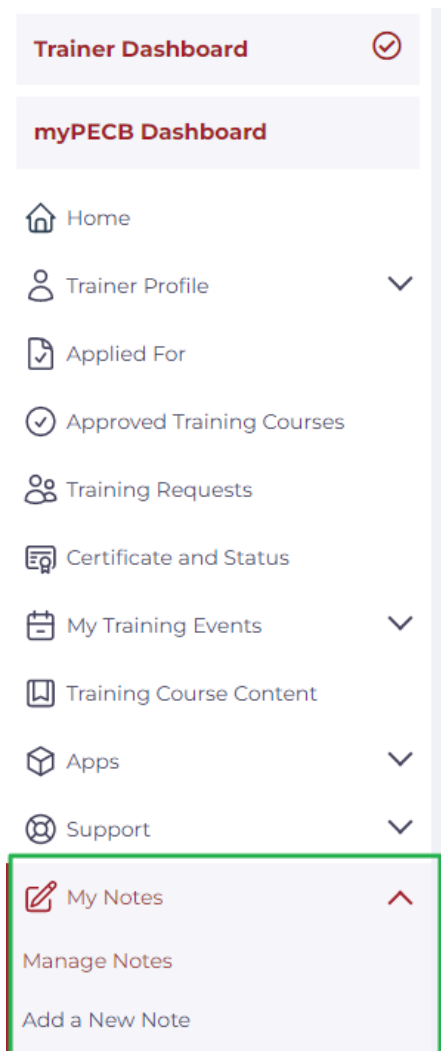 Trainer Dashboard
myPECB Dashboard
Home
Trainer Profile
Applied For
Approved Training Courses
Training Requests
Certificate and Status
My Training Events
Training Course Content
Apps
Support
My Notes
Manage Notes
Add a New Note